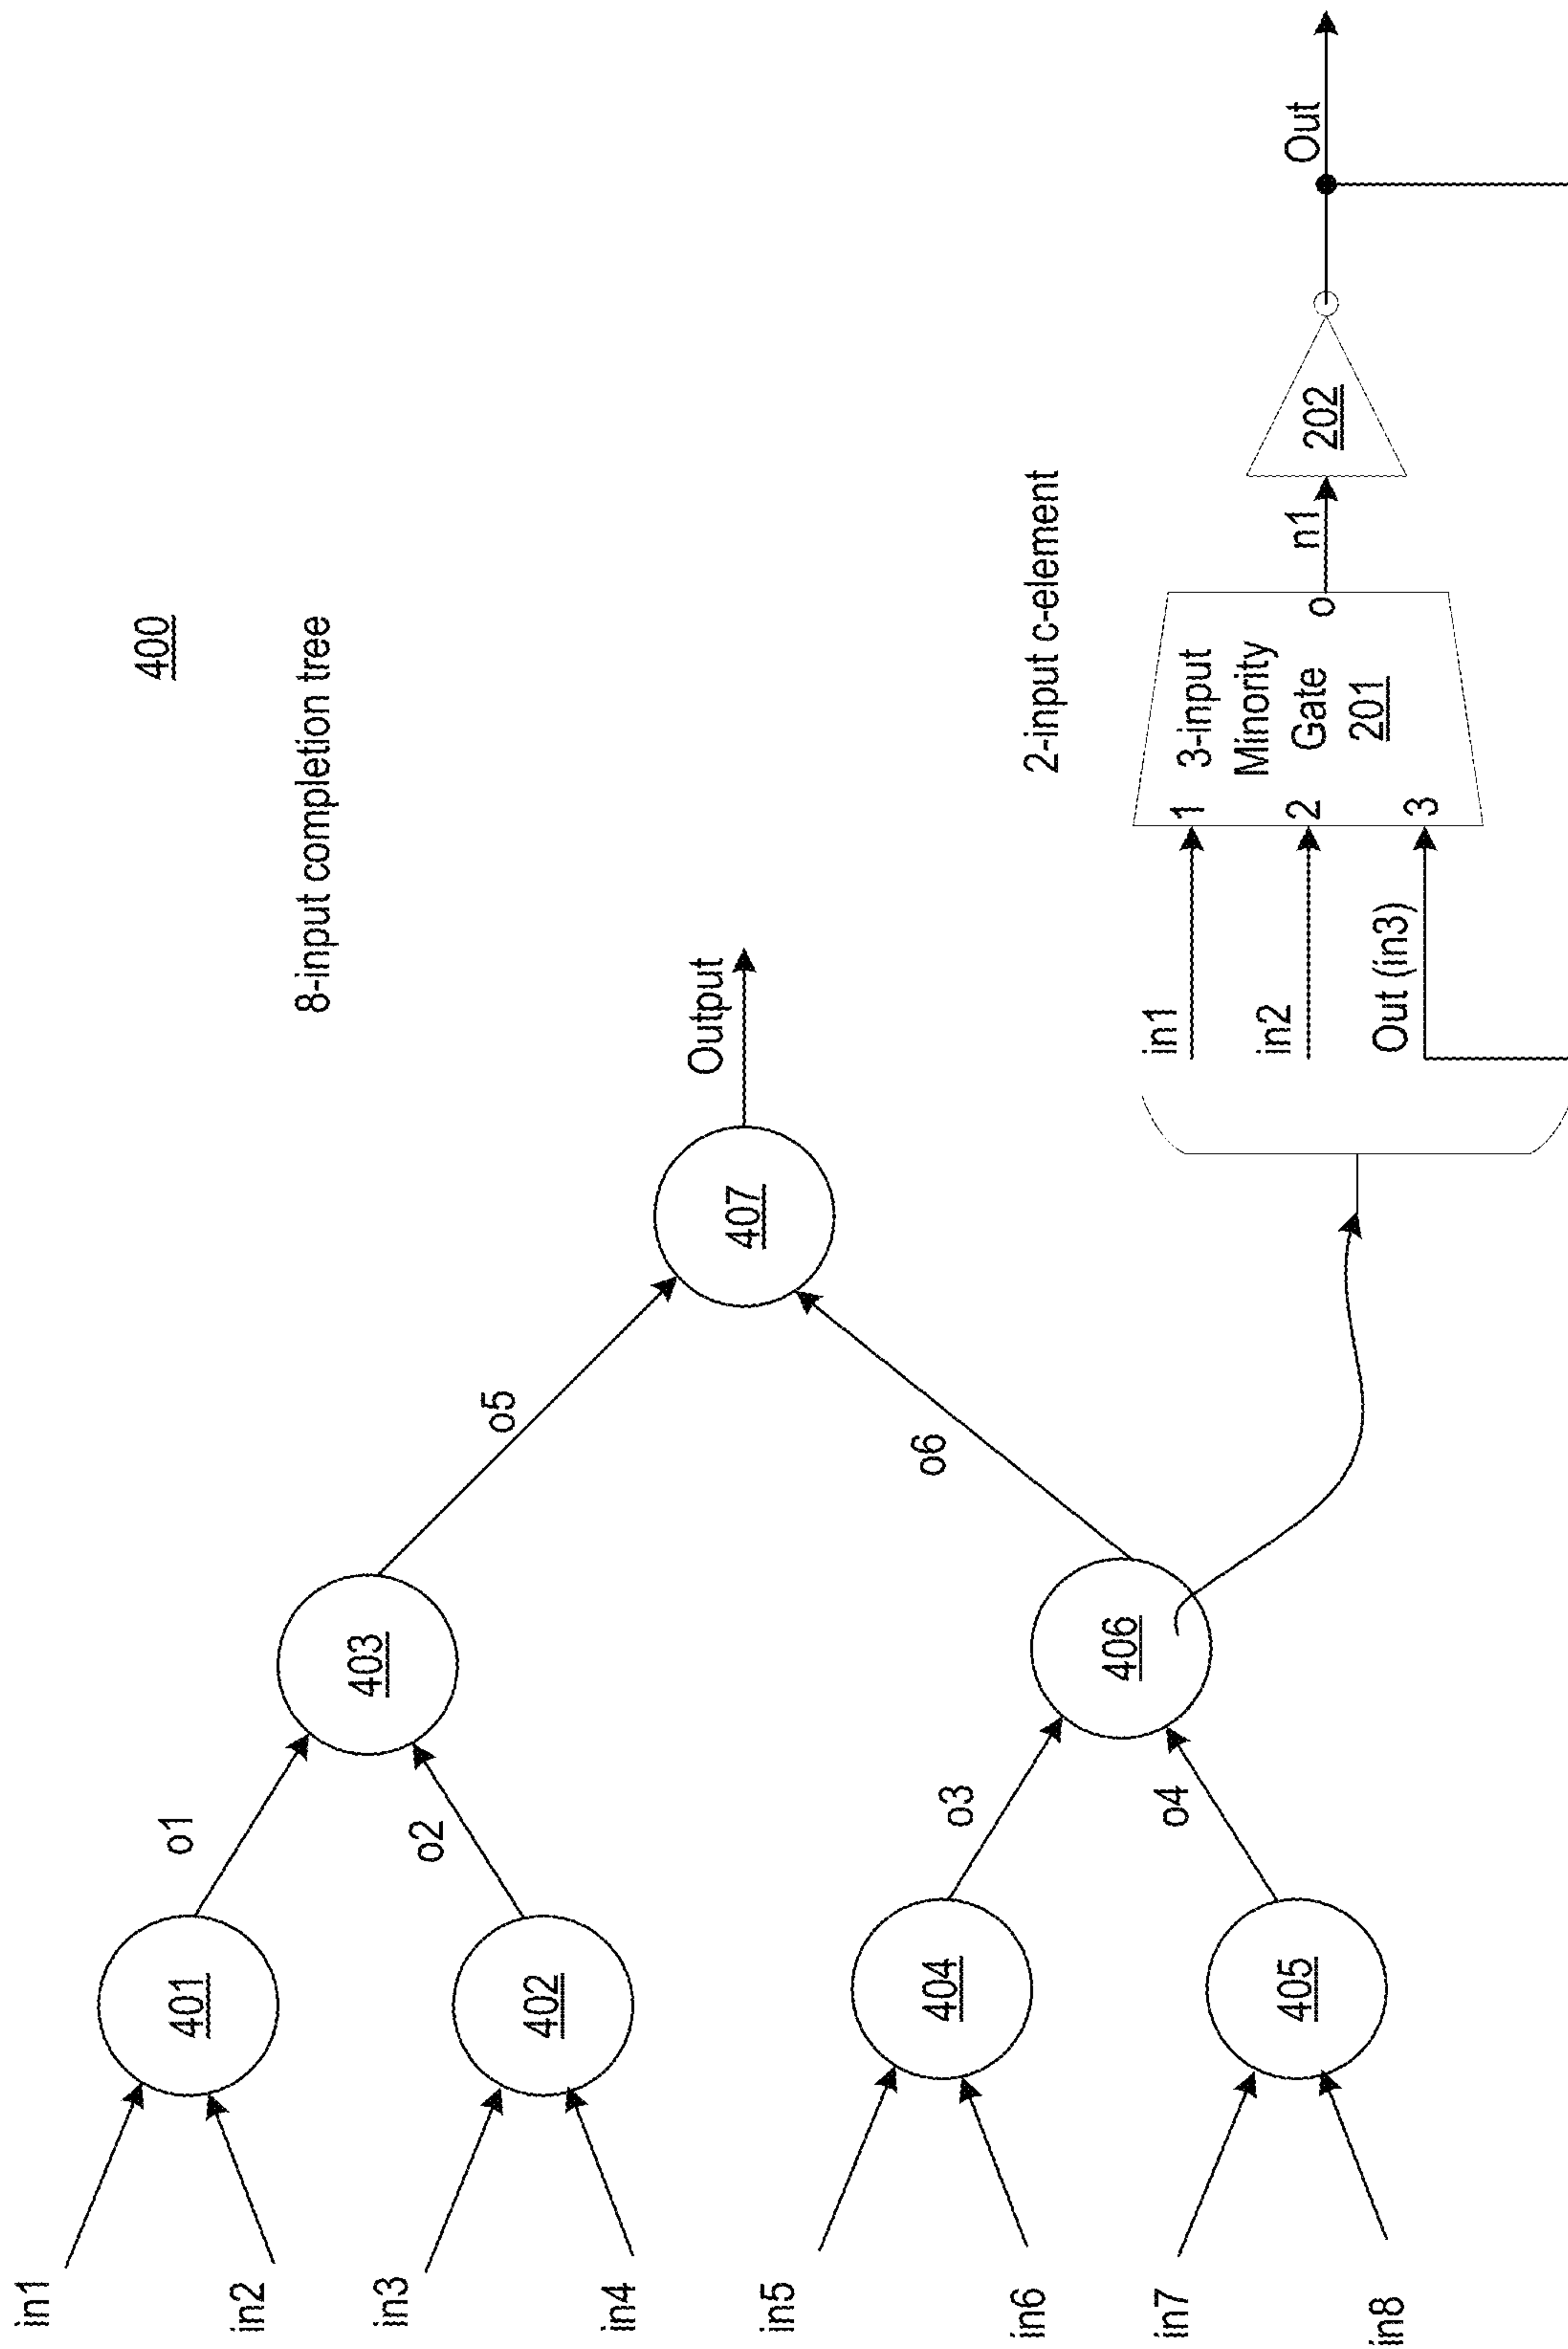 400
8-input completion tree
in1
in2
in3
in4
in5
in6
in7
in8
401
402
404
405
o1
o2
o3
o4
403
406
o5
o6
407
Output
2-input c-element
in1
in2
Out (in3)
1
2
3
3-input
Minority
Gate
201
o
n1
202
Out